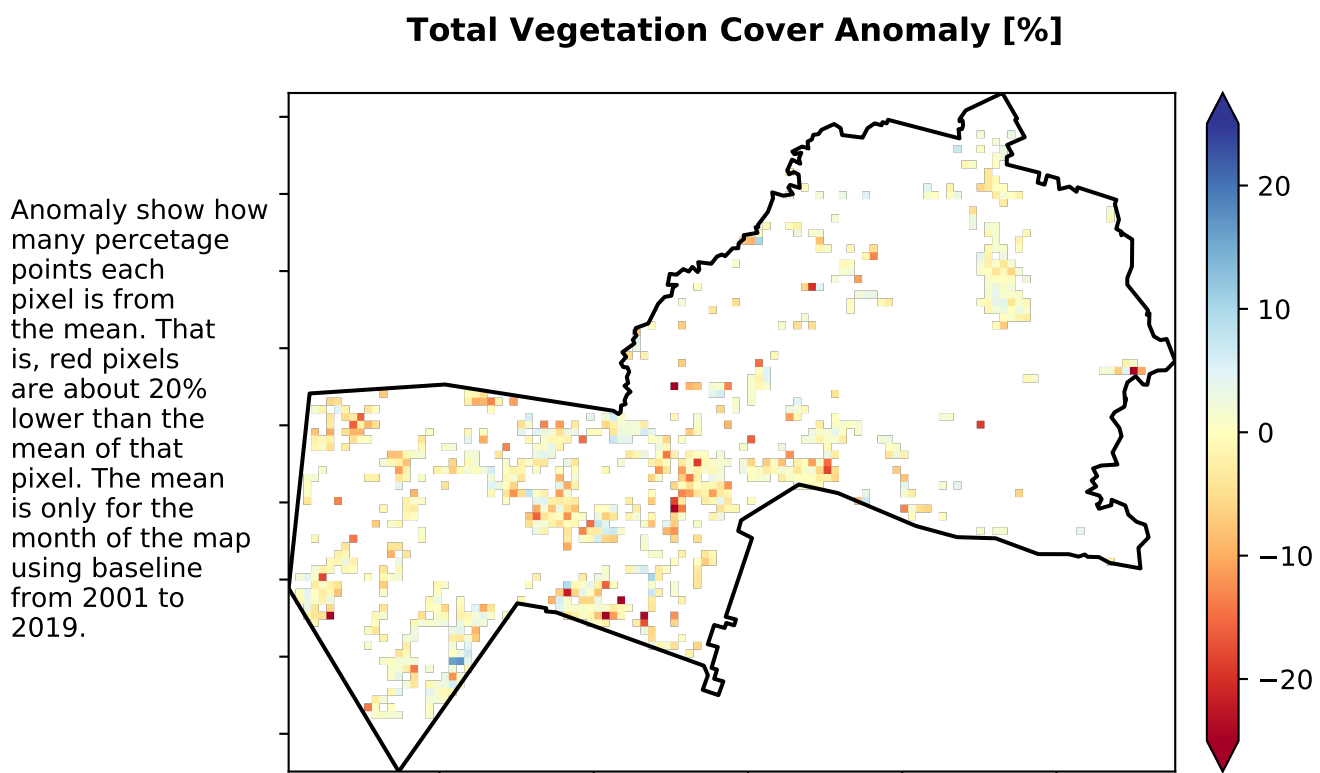 Total Vegetation Cover Anomaly [%]
Anomaly show how
many percetage
points each
pixel is from
the mean. That
is, red pixels
are about 20%
lower than the
mean of that
pixel. The mean
is only for the
month of the map
using baseline
from 2001 to
2019.
20
10
0
−10
−20